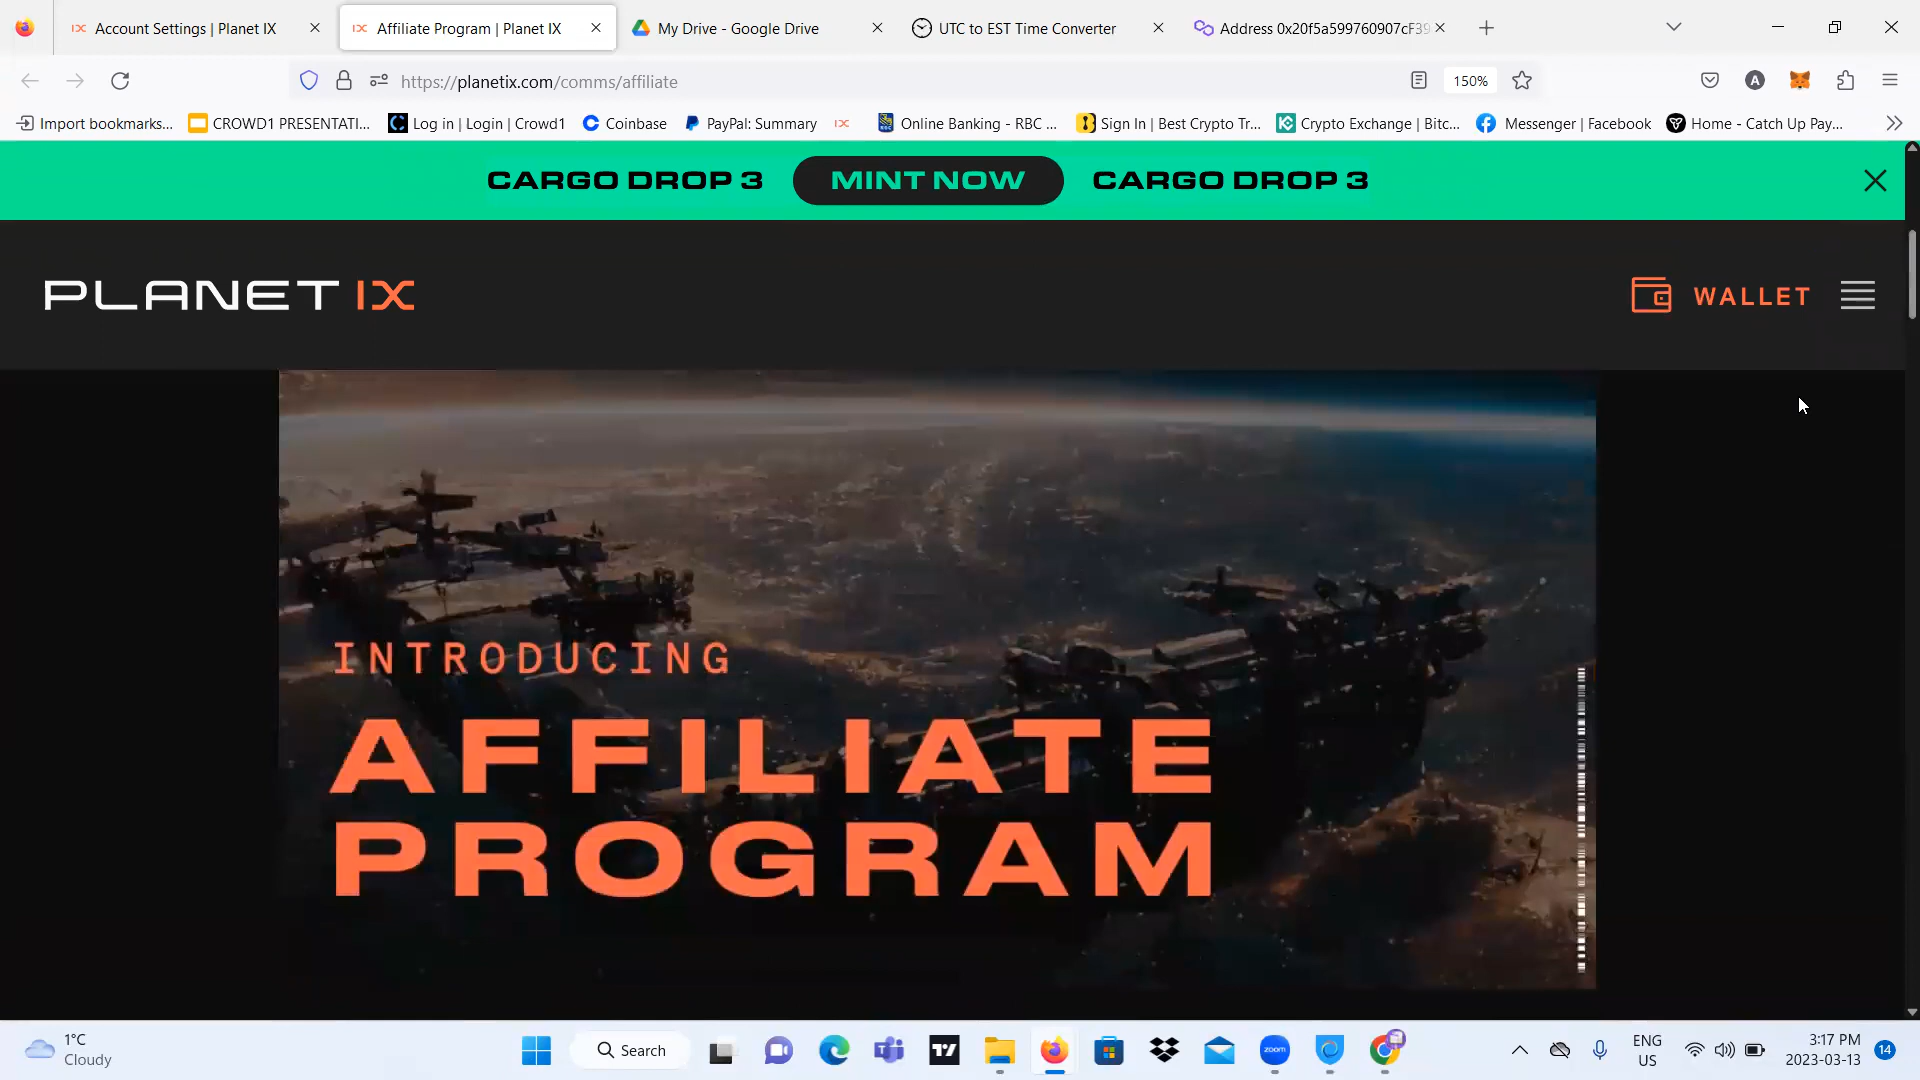 Account Settings | Planet IX
Affiliate Program | Planet IX
My Drive - Google Drive
UTC to EST Time Converter
Address 0x20f5a599760907cF39
https://planetix.com/comms/affiliate
150%
A
Import bookmarks...
CROWD1 PRESENTATI...
Log in | Login | Crowd1
Coinbase
PayPal: Summary
Online Banking - RBC ...
Sign In | Best Crypto Tr...
Crypto Exchange | Bitc...
Messenger | Facebook
Home - Catch Up Pay...
CARGO DROP 3
MINT NOW
CARGO DROP 3
PLANET IX
WALLET
INTRODUCING
AFFILIATE
PROGRAM
1°C
Cloudy
Search
zoom
ENG
US
3:17 PM
2023-03-13
14